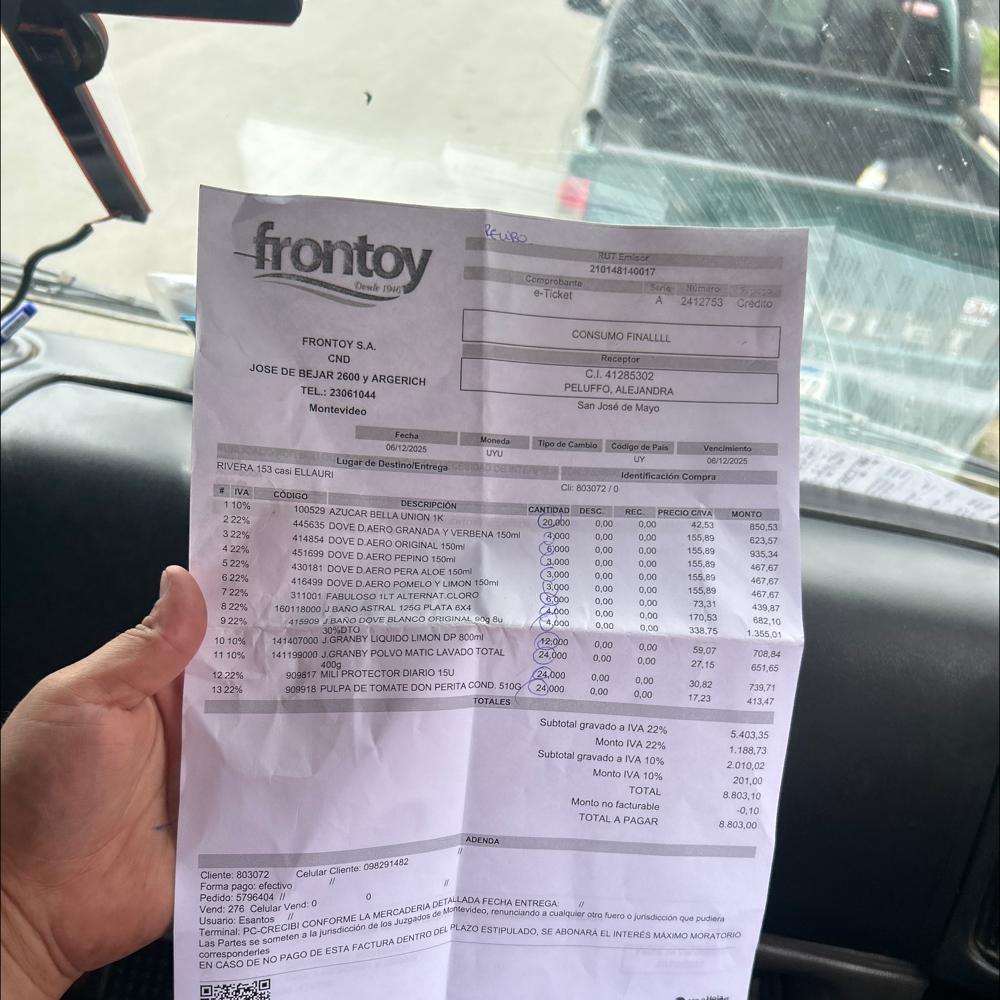 RECIBO
frontoy
Desde 1946
RUT Emisor
210148140017
Comprobante Serie Número
e-Ticket A 2412753 Crédito
CONSUMO FINALLLL
Receptor
C.I. 41285302
PELUFFO, ALEJANDRA
San José de Mayo
FRONTOY S.A.
CND
JOSE DE BEJAR 2600 y ARGERICH
TEL.: 23061044
Montevideo
Fecha Moneda Tipo de Cambio Código de País Vencimiento
06/12/2025 UYU UY 06/12/2025
Lugar de Destino/Entrega Identificación Compra
RIVERA 153 casi ELLAURI Cli: 803072 / 0
# IVA CÓDIGO DESCRIPCIÓN CANTIDAD DESC. REC. PRECIO C/IVA MONTO
1 10% 100529 AZUCAR BELLA UNION 1K 20,000 0,00 0,00 42,53 850,53
2 22% 445635 DOVE D.AERO GRANADA Y VERBENA 150ml 4,000 0,00 0,00 155,89 623,57
3 22% 414854 DOVE D.AERO ORIGINAL 150ml 6,000 0,00 0,00 155,89 935,34
4 22% 451699 DOVE D.AERO PEPINO 150ml 3,000 0,00 0,00 155,89 467,67
5 22% 430181 DOVE D.AERO PERA ALOE 150ml 3,000 0,00 0,00 155,89 467,67
6 22% 416499 DOVE D.AERO POMELO Y LIMON 150ml 3,000 0,00 0,00 155,89 467,67
7 22% 311001 FABULOSO 1LT ALTERNAT.CLORO 6,000 0,00 0,00 73,31 439,87
8 22% 160118000 J.BAÑO ASTRAL 125G PLATA 6X4 4,000 0,00 0,00 170,53 682,10
9 22% 415909 J.BAÑO DOVE BLANCO ORIGINAL 90g 8u 4,000 0,00 0,00 338,75 1.355,01
30%DTO
10 10% 141407000 J.GRANBY LIQUIDO LIMON DP 800ml 12,000 0,00 0,00 59,07 708,84
11 10% 141199000 J.GRANBY POLVO MATIC LAVADO TOTAL 24,000 0,00 0,00 27,15 651,65
400g
12 22% 909817 MILI PROTECTOR DIARIO 15U 24,000 0,00 0,00 30,82 739,71
13 22% 909918 PULPA DE TOMATE DON PERITA COND. 510G 24,000 0,00 0,00 17,23 413,47
TOTALES
Subtotal gravado a IVA 22% 5.403,35
Monto IVA 22% 1.188,73
Subtotal gravado a IVA 10% 2.010,02
Monto IVA 10% 201,00
TOTAL 8.803,10
Monto no facturable -0,10
TOTAL A PAGAR 8.803,00
ADENDA
Cliente: 803072 Celular Cliente: 098291482 //
Forma pago: efectivo //
Pedido: 5796404 // //
Vend: 276 Celular Vend: 0 0
Usuario: Esantos //
Terminal: PC-CRECIBI CONFORME LA MERCADERIA DETALLADA FECHA ENTREGA: //
Las Partes se someten a la jurisdicción de los Juzgados de Montevideo, renunciando a cualquier otro fuero o jurisdicción que pudiera
corresponderles
EN CASO DE NO PAGO DE ESTA FACTURA DENTRO DEL PLAZO ESTIPULADO, SE ABONARÁ EL INTERÉS MÁXIMO MORATORIO